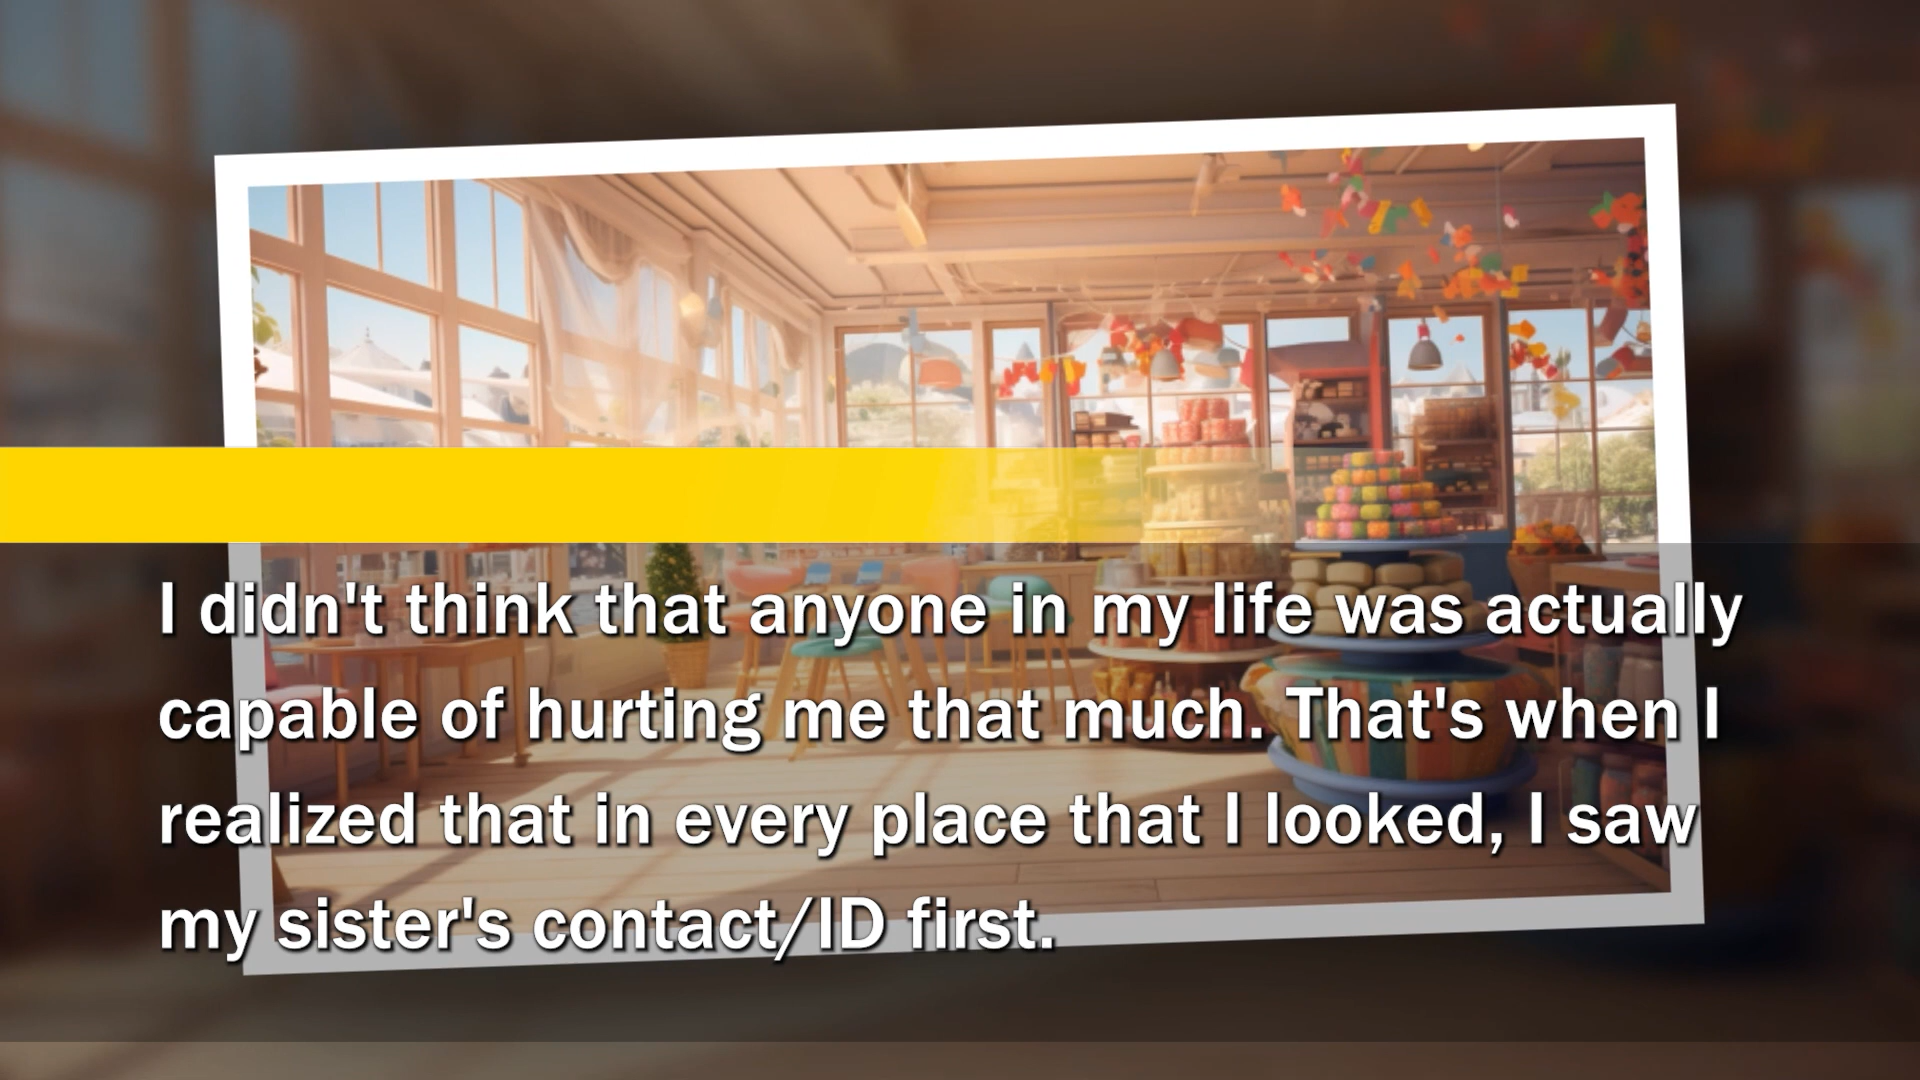 I didn't think that anyone in my life was actually
capable of hurting me that much. That's when I
realized that in every place that I looked, I saw
my sister's contact/ID first.